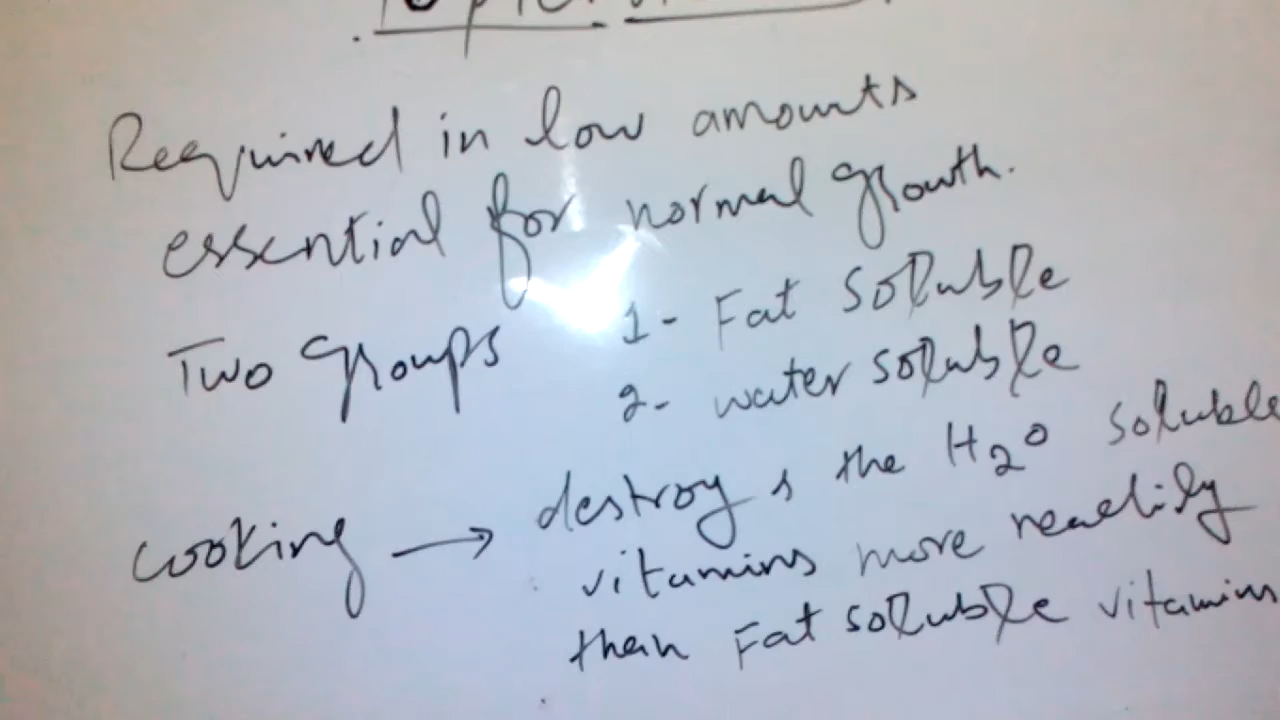 Topic:
Required in low amounts
essential for normal growth.
Two Groups 1- Fat soluble
2- water soluble
cooking → destroys the H2O soluble
vitamins more readily
than Fat soluble vitamins